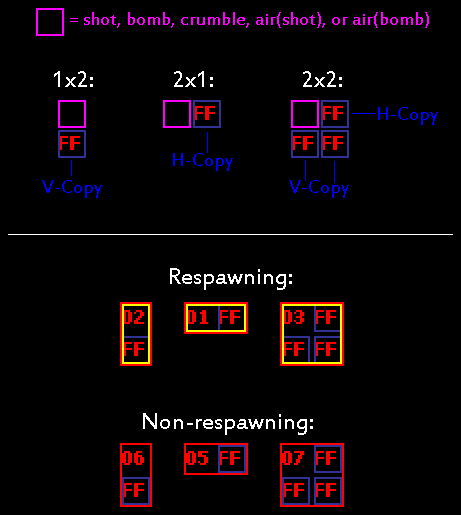 = shot, bomb, crumble, air(shot), or air(bomb)
1x2: 2x1: 2x2:
FF H-Copy
FF FF FF
H-Copy
V-Copy V-Copy
Respawning:
02 01 FF 03 FF
FF FF FF
Non-respawning:
06 05 FF 07 FF
FF FF FF